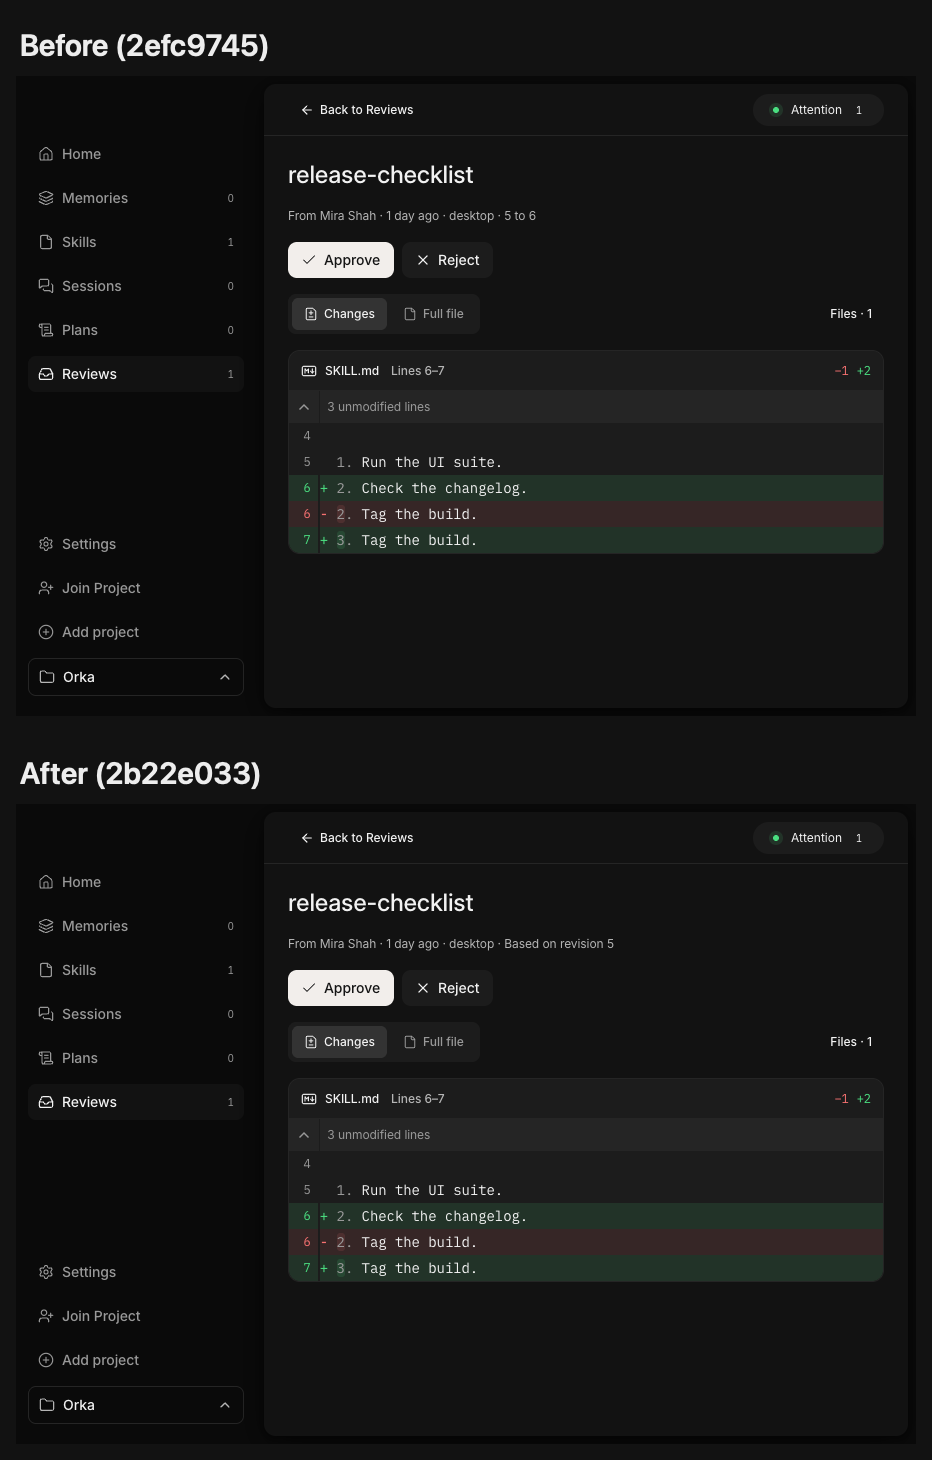 Before (2efc9745)
Back to Reviews
Attention 1
Home
Memories 0
Skills 1
Sessions 0
Plans 0
Reviews 1
Settings
Join Project
Add project
Orka
release-checklist
From Mira Shah · 1 day ago · desktop · 5 to 6
Approve
Reject
Changes
Full file
Files · 1
SKILL.md Lines 6–7 −1 +2
3 unmodified lines
4
5 1. Run the UI suite.
6 + 2. Check the changelog.
6 - 2. Tag the build.
7 + 3. Tag the build.
After (2b22e033)
Back to Reviews
Attention 1
Home
Memories 0
Skills 1
Sessions 0
Plans 0
Reviews 1
Settings
Join Project
Add project
Orka
release-checklist
From Mira Shah · 1 day ago · desktop · Based on revision 5
Approve
Reject
Changes
Full file
Files · 1
SKILL.md Lines 6–7 −1 +2
3 unmodified lines
4
5 1. Run the UI suite.
6 + 2. Check the changelog.
6 - 2. Tag the build.
7 + 3. Tag the build.